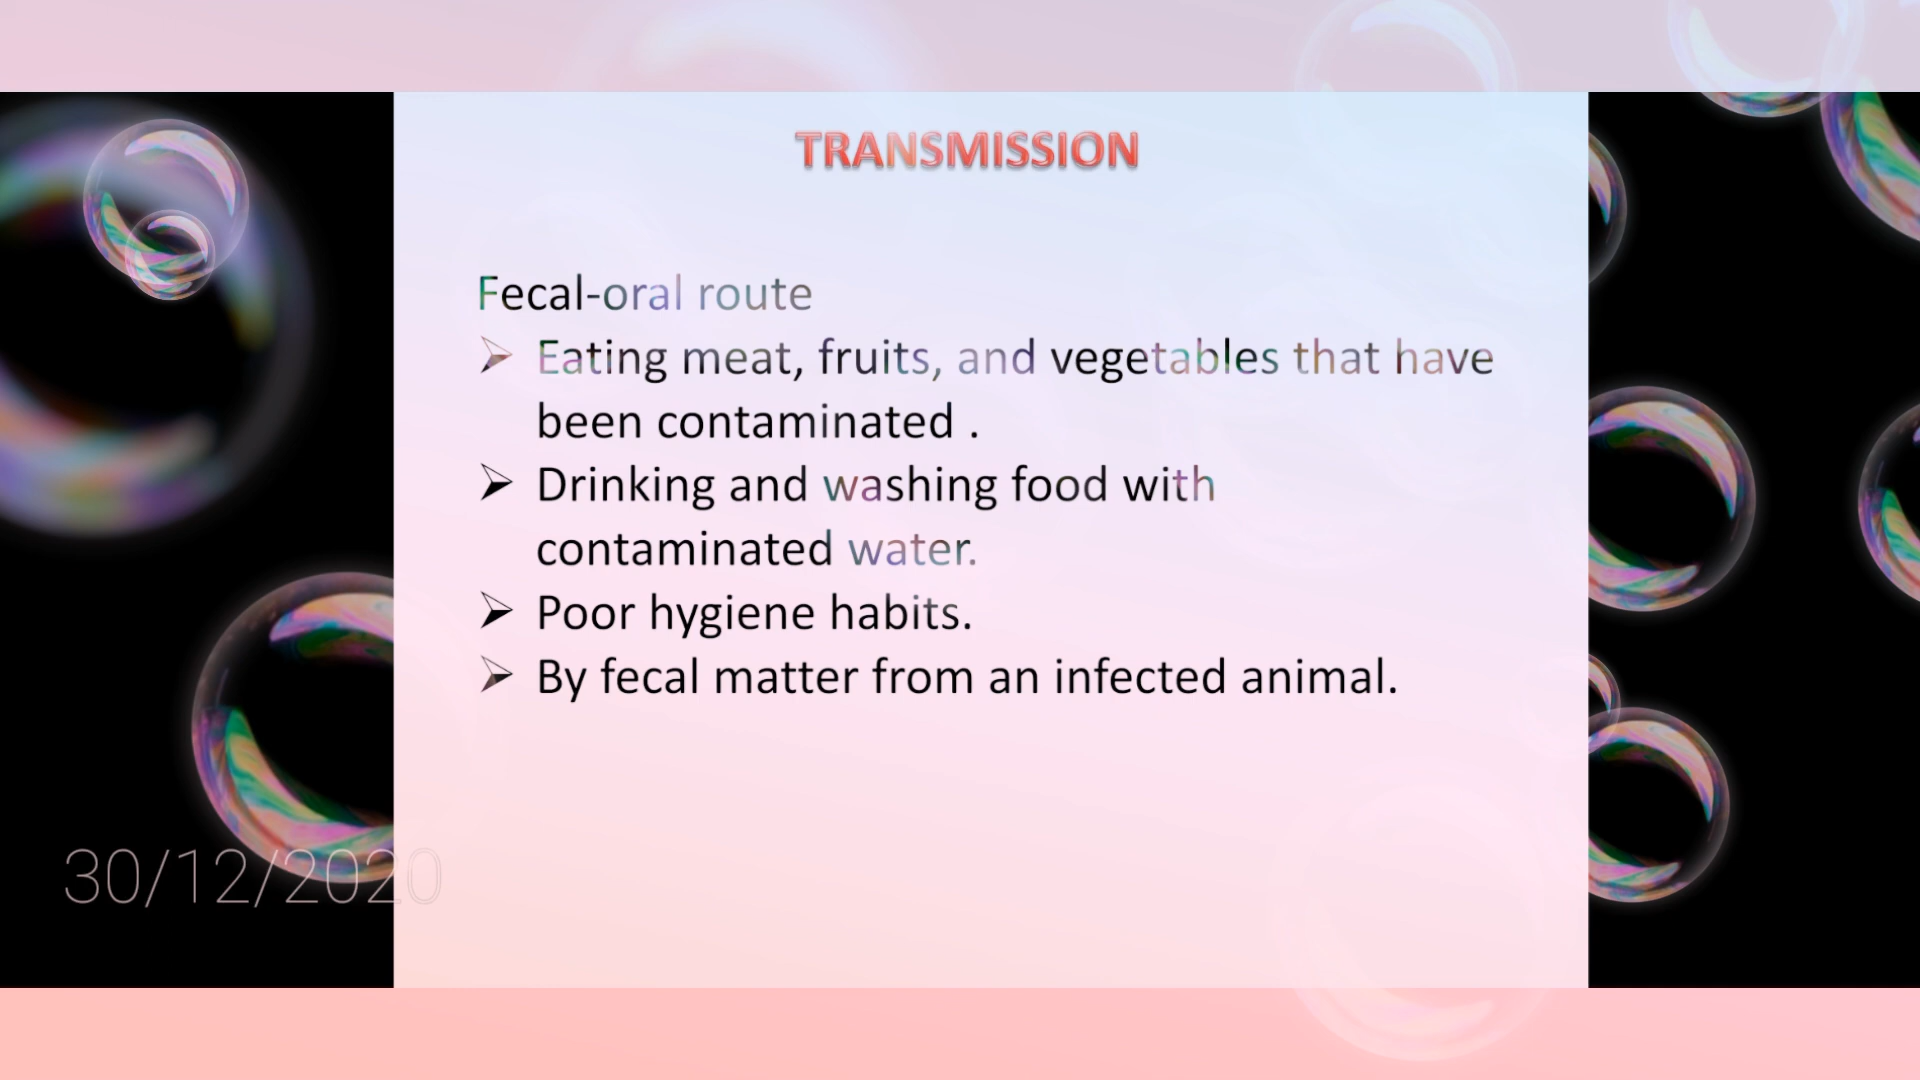 TRANSMISSION
Fecal-oral route
➢ Eating meat, fruits, and vegetables that have
been contaminated .
➢ Drinking and washing food with
contaminated water.
➢ Poor hygiene habits.
➢ By fecal matter from an infected animal.
30/12/2020